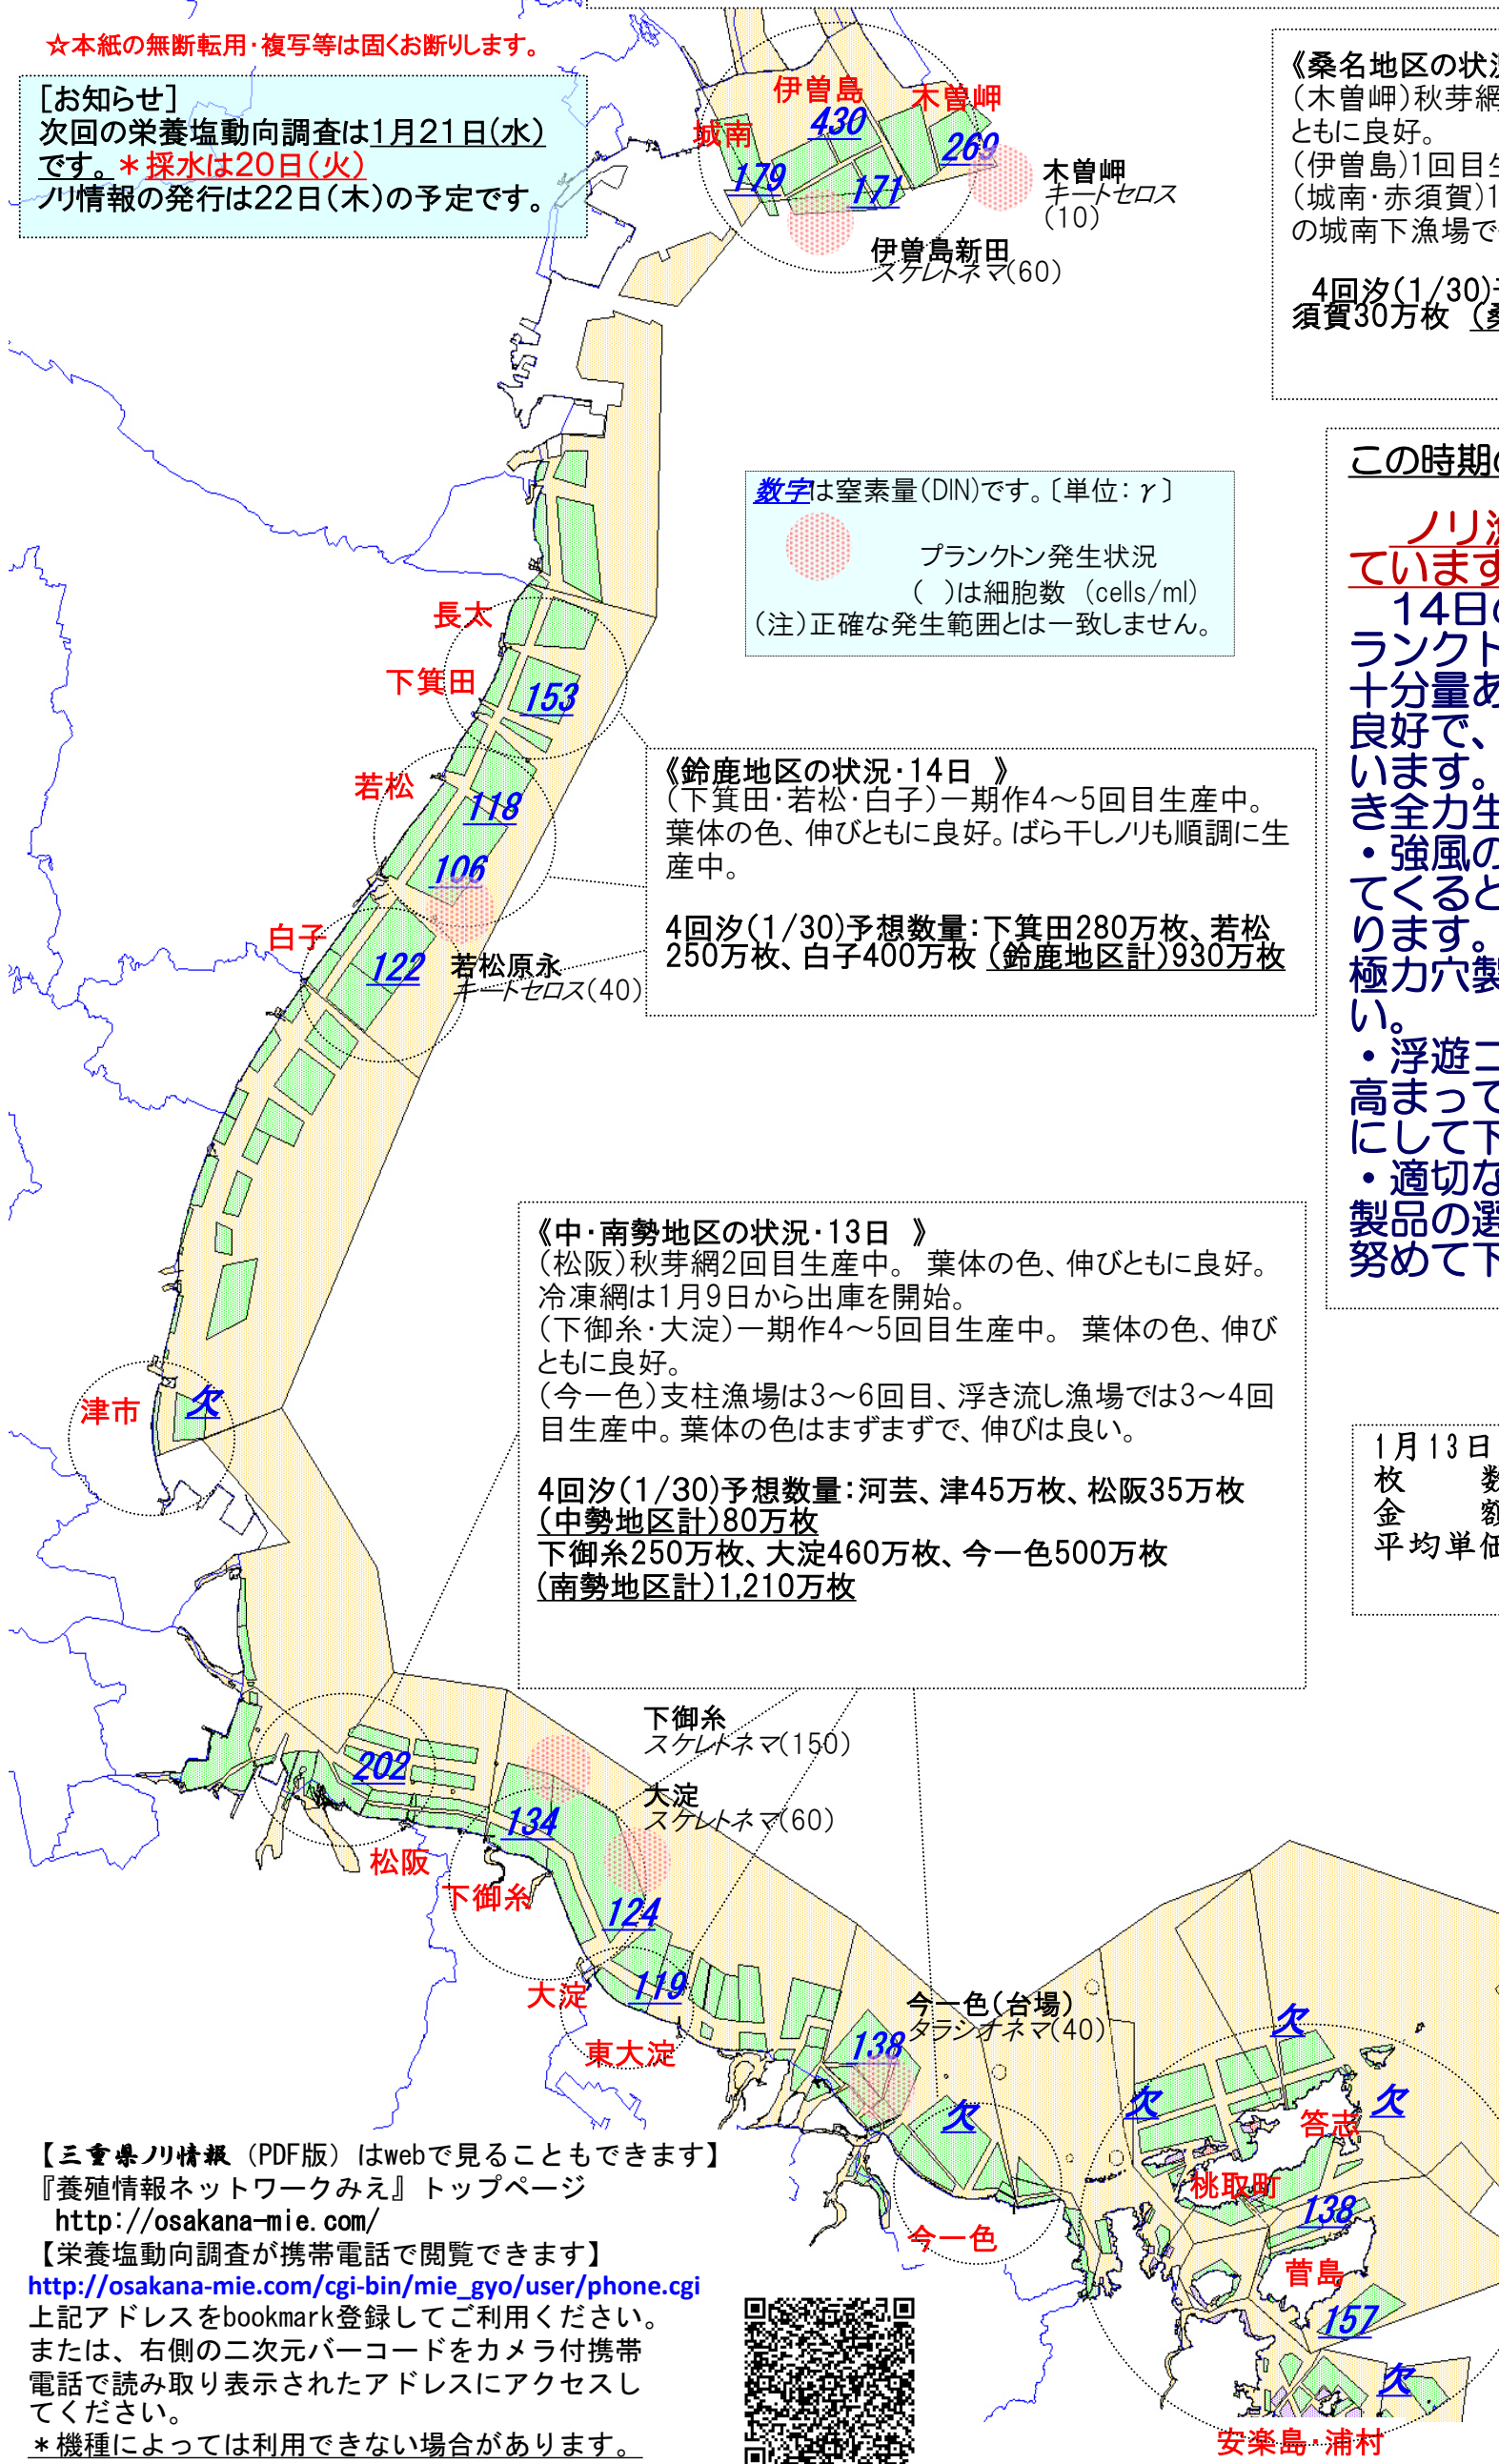 ☆本紙の無断転用・複写等は固くお断りします。
[お知らせ]
次回の栄養塩動向調査は1月21日(水)
です。＊採水は20日(火)
ノリ情報の発行は22日(木)の予定です。
伊曽島
木曽岬
城南
430
269
179
171
木曽岬
キートセロス
(10)
伊曽島新田
スケレトネマ(60)
《桑名地区の状況
(木曽岬)秋芽網
ともに良好。
(伊曽島)1回目生
(城南・赤須賀)1
の城南下漁場で
4回汐(1/30)予
須賀30万枚 (桑
数字は窒素量(DIN)です。〔単位：γ〕
プランクトン発生状況
( )は細胞数 (cells/ml)
(注)正確な発生範囲とは一致しません。
この時期の
ノリ漁
ています
14日の
ランクト
十分量あ
良好で、
います。
き全力生
・強風の
てくると
ります。
極力穴製
い。
・浮遊ゴ
高まって
にして下
・適切な
製品の選
努めて下
長太
下箕田
153
若松
118
106
白子
122
若松原永
キートセロス(40)
《鈴鹿地区の状況・14日 》
(下箕田・若松・白子)一期作4～5回目生産中。
葉体の色、伸びともに良好。ばら干しノリも順調に生
産中。
4回汐(1/30)予想数量：下箕田280万枚、若松
250万枚、白子400万枚 (鈴鹿地区計)930万枚
《中・南勢地区の状況・13日 》
(松阪)秋芽網2回目生産中。 葉体の色、伸びともに良好。
冷凍網は1月9日から出庫を開始。
(下御糸・大淀)一期作4～5回目生産中。 葉体の色、伸び
ともに良好。
(今一色)支柱漁場は3～6回目、浮き流し漁場では3～4回
目生産中。葉体の色はまずまずで、伸びは良い。
4回汐(1/30)予想数量：河芸、津45万枚、松阪35万枚
(中勢地区計)80万枚
下御糸250万枚、大淀460万枚、今一色500万枚
(南勢地区計)1,210万枚
津市
欠
1月13日
枚 数
金 額
平均単価
下御糸
スケレトネマ(150)
大淀
スケレトネマ(60)
202
134
松阪
下御糸
124
大淀
119
東大淀
今一色(台場)
タラシオネマ(40)
138
欠
今一色
欠
欠
欠
答志
桃取町
138
菅島
157
欠
安楽島・浦村
【三重県ノリ情報（PDF版）はwebで見ることもできます】
『養殖情報ネットワークみえ』トップページ
http://osakana-mie.com/
【栄養塩動向調査が携帯電話で閲覧できます】
http://osakana-mie.com/cgi-bin/mie_gyo/user/phone.cgi
上記アドレスをbookmark登録してご利用ください。
または、右側の二次元バーコードをカメラ付携帯
電話で読み取り表示されたアドレスにアクセスし
てください。
＊機種によっては利用できない場合があります。